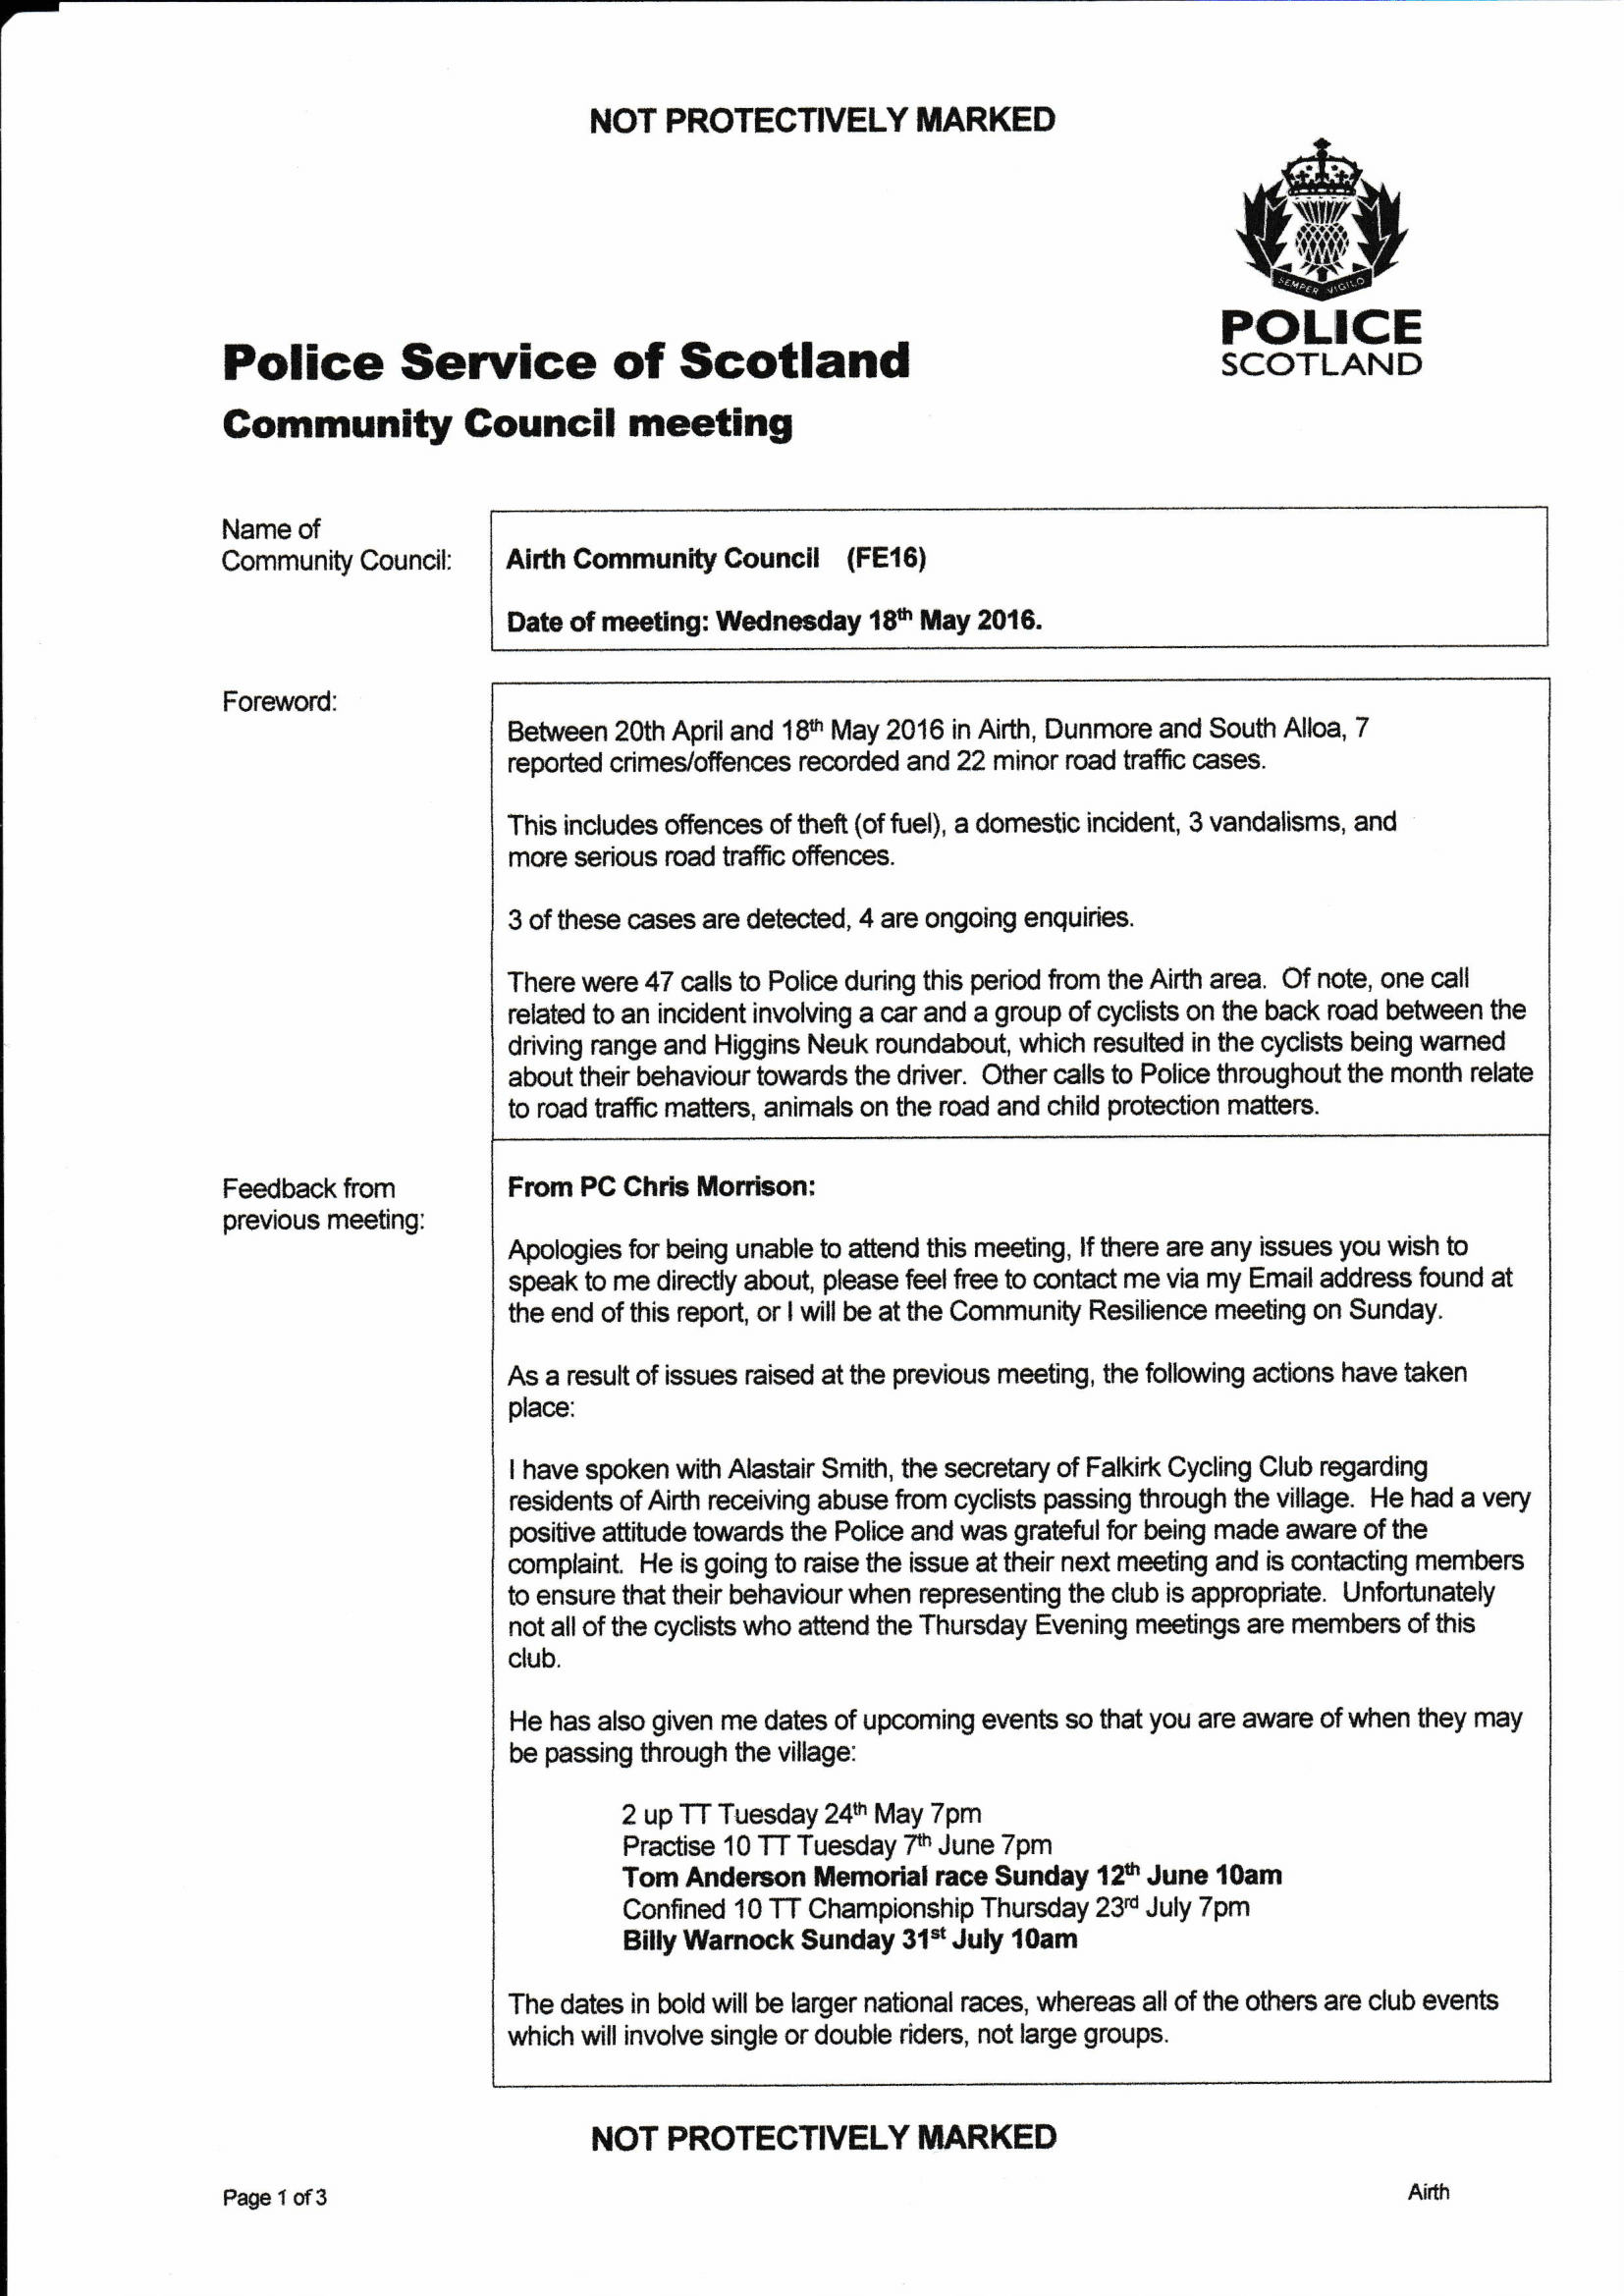 NOT PROTECTIVELY MARKED
SEMPER VIGILO
POLICE
SCOTLAND
Police Service of Scotland
Community Council meeting
Name of
Community Council:
Airth Community Council (FE16)
Date of meeting: Wednesday 18th May 2016.
Foreword:
Between 20th April and 18th May 2016 in Airth, Dunmore and South Alloa, 7
reported crimes/offences recorded and 22 minor road traffic cases.
This includes offences of theft (of fuel), a domestic incident, 3 vandalisms, and
more serious road traffic offences.
3 of these cases are detected, 4 are ongoing enquiries.
There were 47 calls to Police during this period from the Airth area. Of note, one call
related to an incident involving a car and a group of cyclists on the back road between the
driving range and Higgins Neuk roundabout, which resulted in the cyclists being warned
about their behaviour towards the driver. Other calls to Police throughout the month relate
to road traffic matters, animals on the road and child protection matters.
Feedback from
previous meeting:
From PC Chris Morrison:
Apologies for being unable to attend this meeting, If there are any issues you wish to
speak to me directly about, please feel free to contact me via my Email address found at
the end of this report, or I will be at the Community Resilience meeting on Sunday.
As a result of issues raised at the previous meeting, the following actions have taken
place:
I have spoken with Alastair Smith, the secretary of Falkirk Cycling Club regarding
residents of Airth receiving abuse from cyclists passing through the village. He had a very
positive attitude towards the Police and was grateful for being made aware of the
complaint. He is going to raise the issue at their next meeting and is contacting members
to ensure that their behaviour when representing the club is appropriate. Unfortunately
not all of the cyclists who attend the Thursday Evening meetings are members of this
club.
He has also given me dates of upcoming events so that you are aware of when they may
be passing through the village:
2 up TT Tuesday 24th May 7pm
Practise 10 TT Tuesday 7th June 7pm
Tom Anderson Memorial race Sunday 12th June 10am
Confined 10 TT Championship Thursday 23rd July 7pm
Billy Warnock Sunday 31st July 10am
The dates in bold will be larger national races, whereas all of the others are club events
which will involve single or double riders, not large groups.
NOT PROTECTIVELY MARKED
Page 1 of 3
Airth